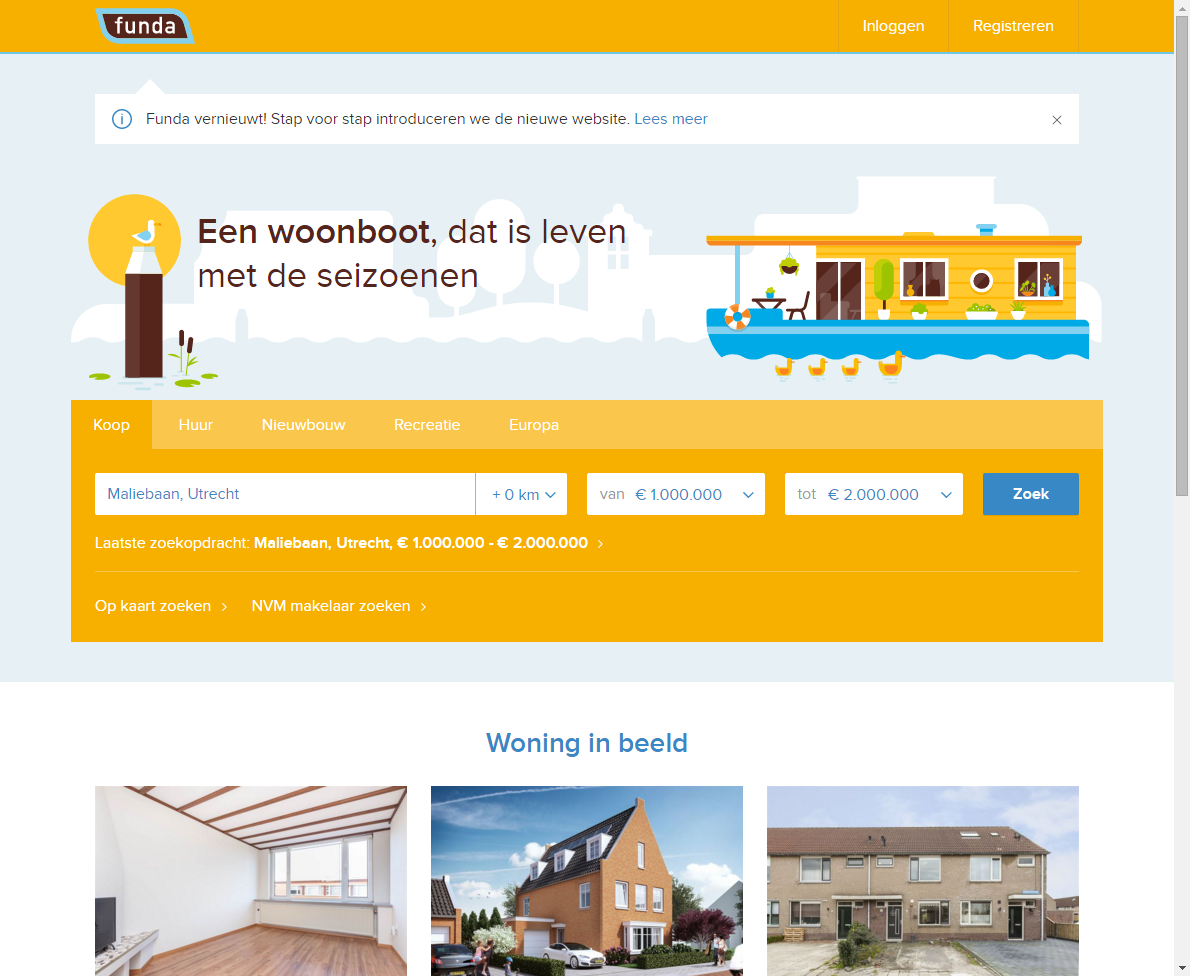 funda
Inloggen
Registreren
Funda vernieuwt! Stap voor stap introduceren we de nieuwe website. Lees meer
Een woonboot, dat is leven
met de seizoenen
Koop
Huur
Nieuwbouw
Recreatie
Europa
Maliebaan, Utrecht
+ 0 km
van € 1.000.000
tot € 2.000.000
Zoek
Laatste zoekopdracht: Maliebaan, Utrecht, € 1.000.000 - € 2.000.000
Op kaart zoeken
NVM makelaar zoeken
Woning in beeld